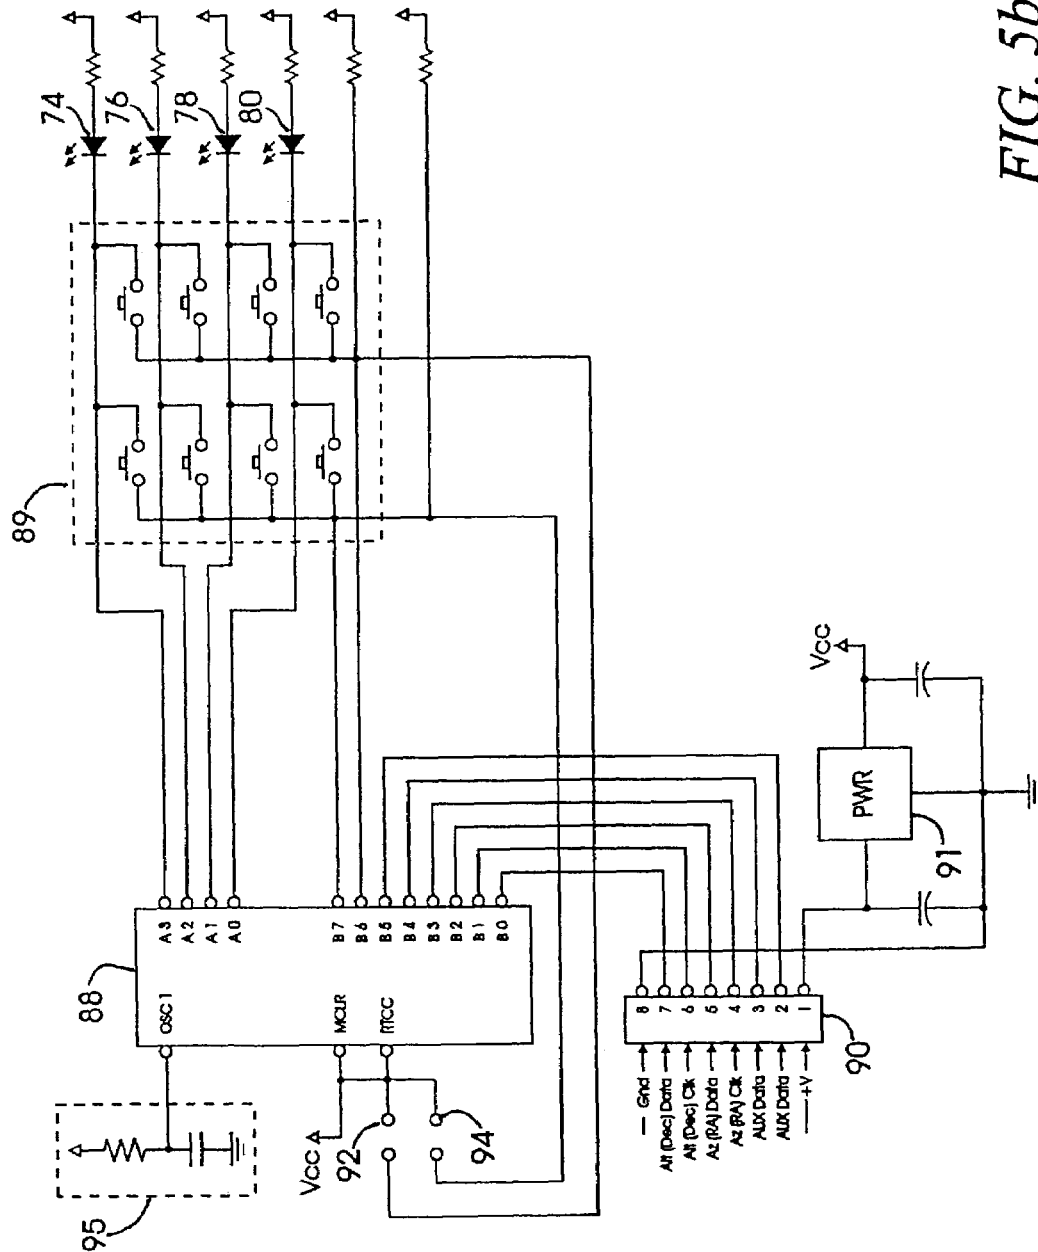 FIG. 5b
74
76
78
80
89
88
OSC 1
MCLR
RTCC
A3
A2
A1
A0
B7
B6
B5
B4
B3
B2
B1
B0
95
Vcc
92
94
8
7
6
5
4
3
2
1
Gnd
Alt (Dec) Data
Alt (Dec) Clk
Az (RA) Data
Az (RA) Clk
AUX Data
AUX Data
+V
90
PWR
91
Vcc